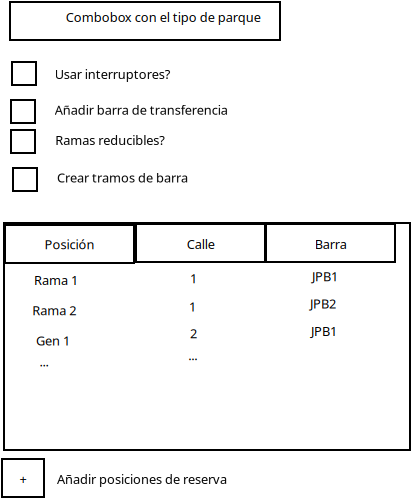 Combobox con el tipo de parque
Usar interruptores?
Añadir barra de transferencia
Ramas reducibles?
Crear tramos de barra
Posición Calle Barra
Rama 1 1 JPB1
Rama 2 1 JPB2
Gen 1 2 JPB1
... ...
+ Añadir posiciones de reserva